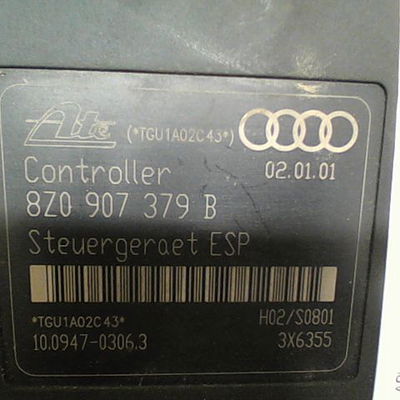 Ate (*TGU1A02C43*)
Controller 02.01.01
8Z0 907 379 B
Steuergeraet ESP
*TGU1A02C43* H02/S0801
10.0947-0306.3 3X6355